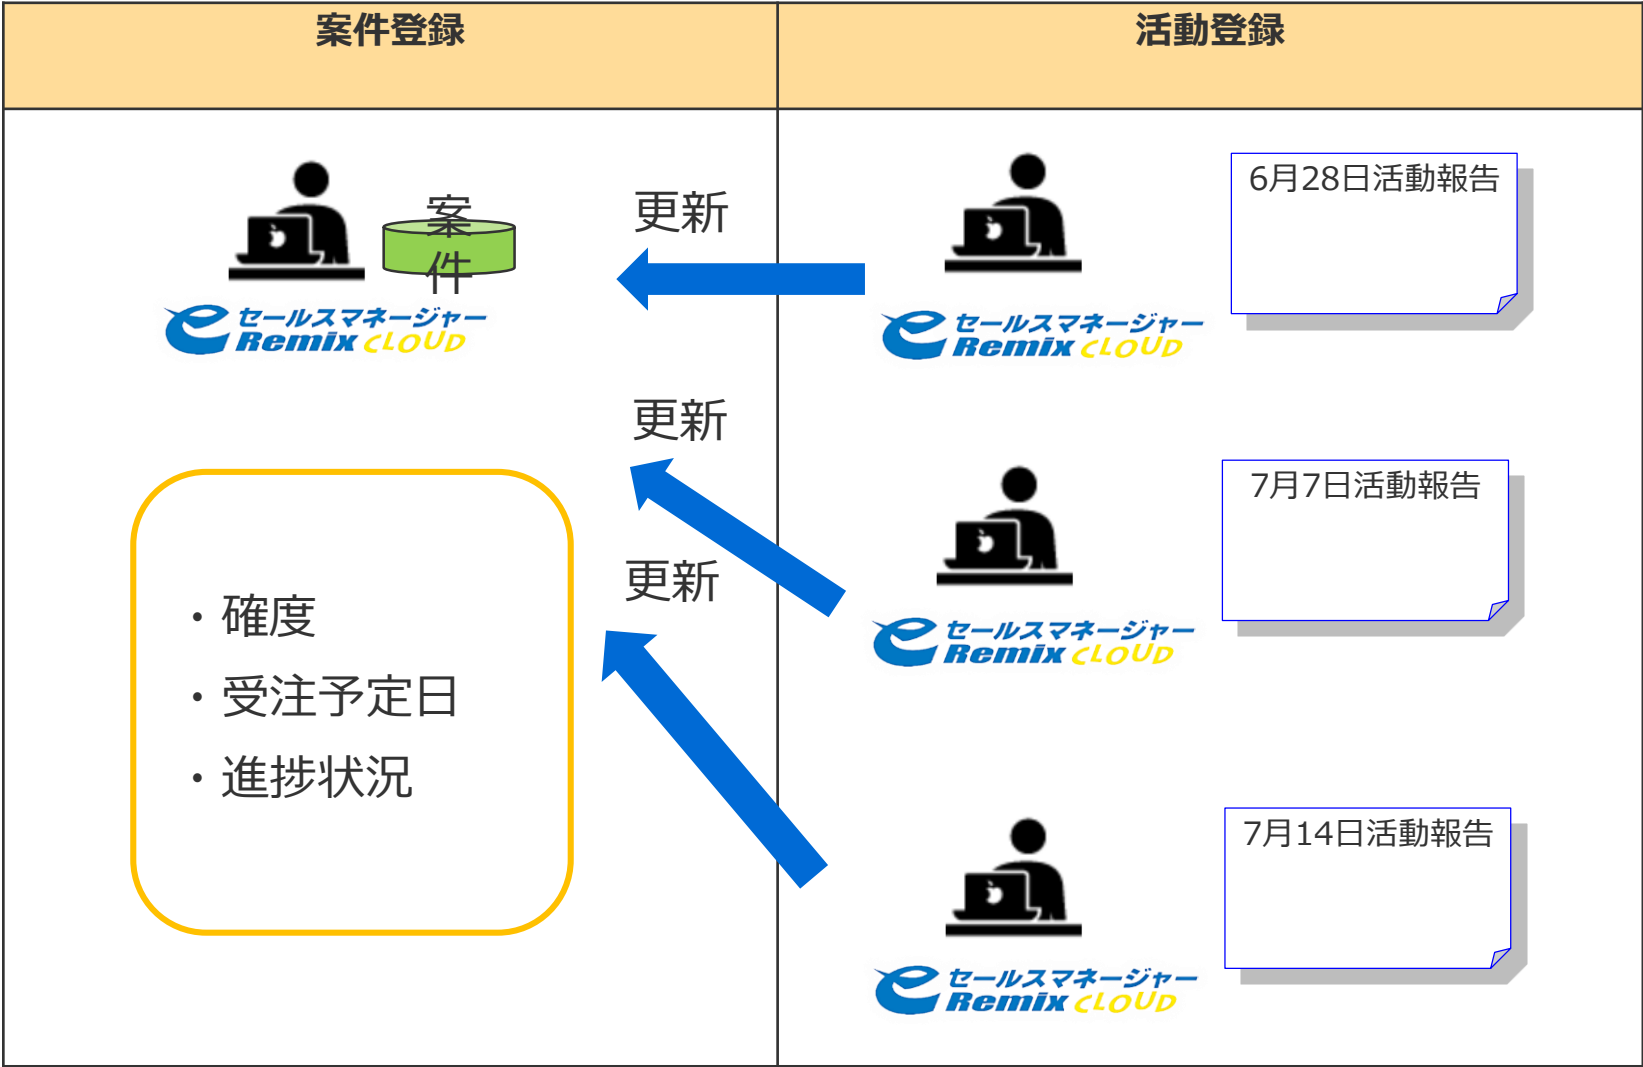 案件登録
活動登録
案
件
更新
セールスマネージャー
Remix CLOUD
6月28日活動報告
セールスマネージャー
Remix CLOUD
更新
7月7日活動報告
セールスマネージャー
Remix CLOUD
更新
・確度
・受注予定日
・進捗状況
7月14日活動報告
セールスマネージャー
Remix CLOUD